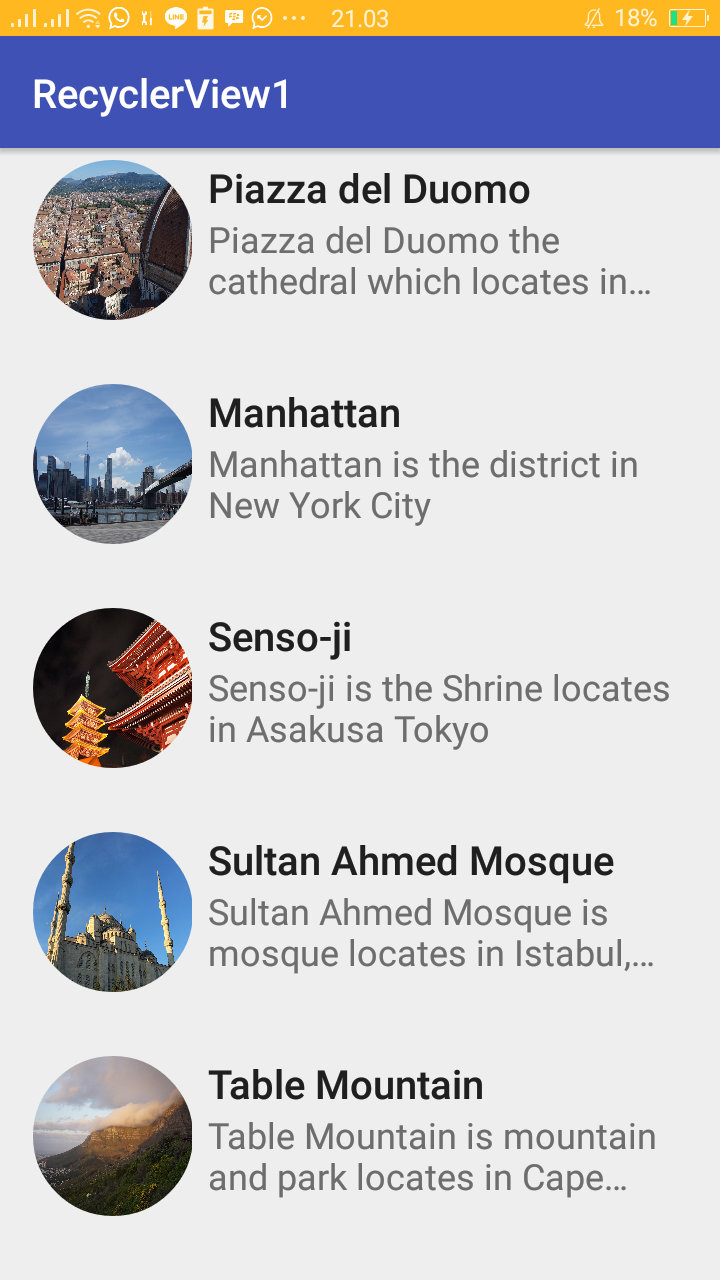 LINE
21.03
18%
RecyclerView1
Piazza del Duomo
Piazza del Duomo the
cathedral which locates in…
Manhattan
Manhattan is the district in
New York City
Senso-ji
Senso-ji is the Shrine locates
in Asakusa Tokyo
Sultan Ahmed Mosque
Sultan Ahmed Mosque is
mosque locates in Istabul,…
Table Mountain
Table Mountain is mountain
and park locates in Cape…